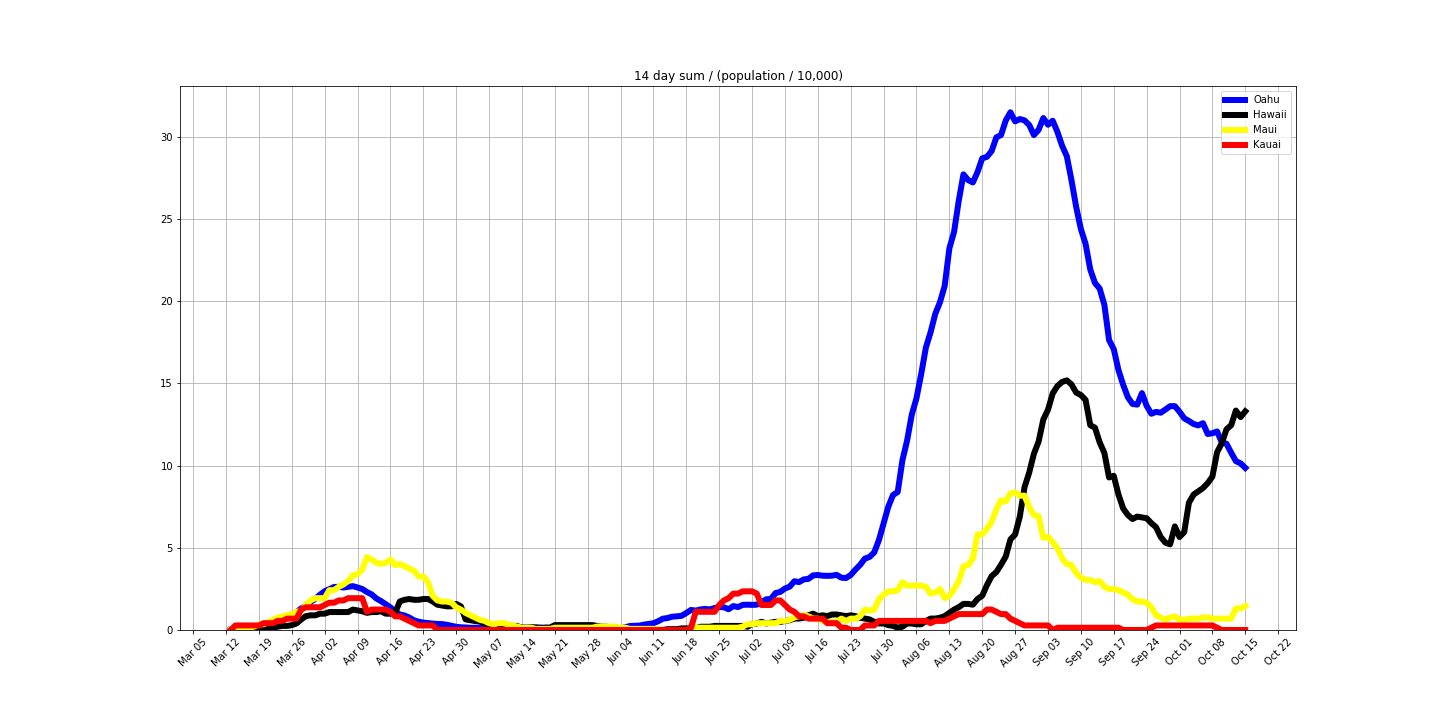 14 day sum / (population / 10,000)
Oahu
Hawaii
Maui
Kauai
30
25
20
15
10
5
0
Mar 05 Mar 12 Mar 19 Mar 26 Apr 02 Apr 09 Apr 16 Apr 23 Apr 30 May 07 May 14 May 21 May 28 Jun 04 Jun 11 Jun 18 Jun 25 Jul 02 Jul 09 Jul 16 Jul 23 Jul 30 Aug 06 Aug 13 Aug 20 Aug 27 Sep 03 Sep 10 Sep 17 Sep 24 Oct 01 Oct 08 Oct 15 Oct 22